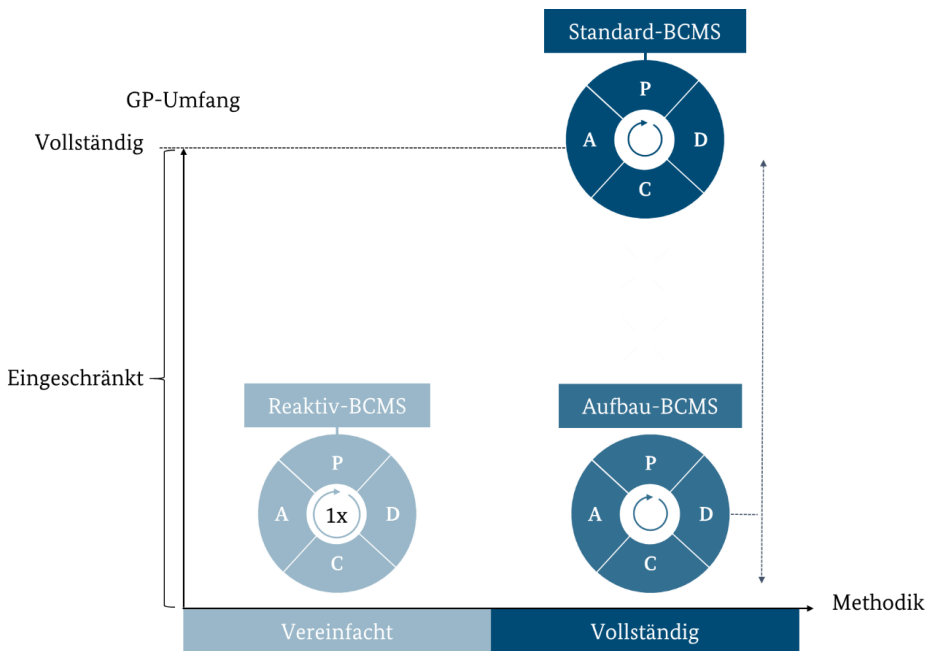 Standard-BCMS
P
A
D
C
GP-Umfang
Vollständig
Eingeschränkt
Reaktiv-BCMS
P
A
1x
D
C
Aufbau-BCMS
P
A
D
C
Methodik
Vereinfacht
Vollständig